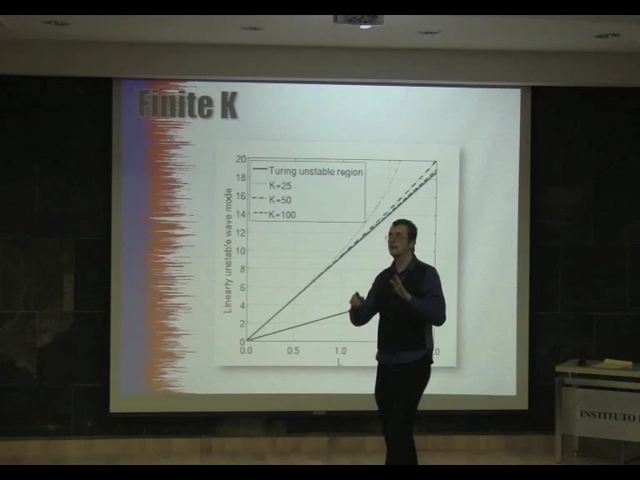 Finite K
20
18
16
14
12
10
8
6
4
2
0
Linearly unstable wave mode
Turing unstable region
K=25
K=50
K=100
0.0
0.5
1.0
L
INSTITUTO